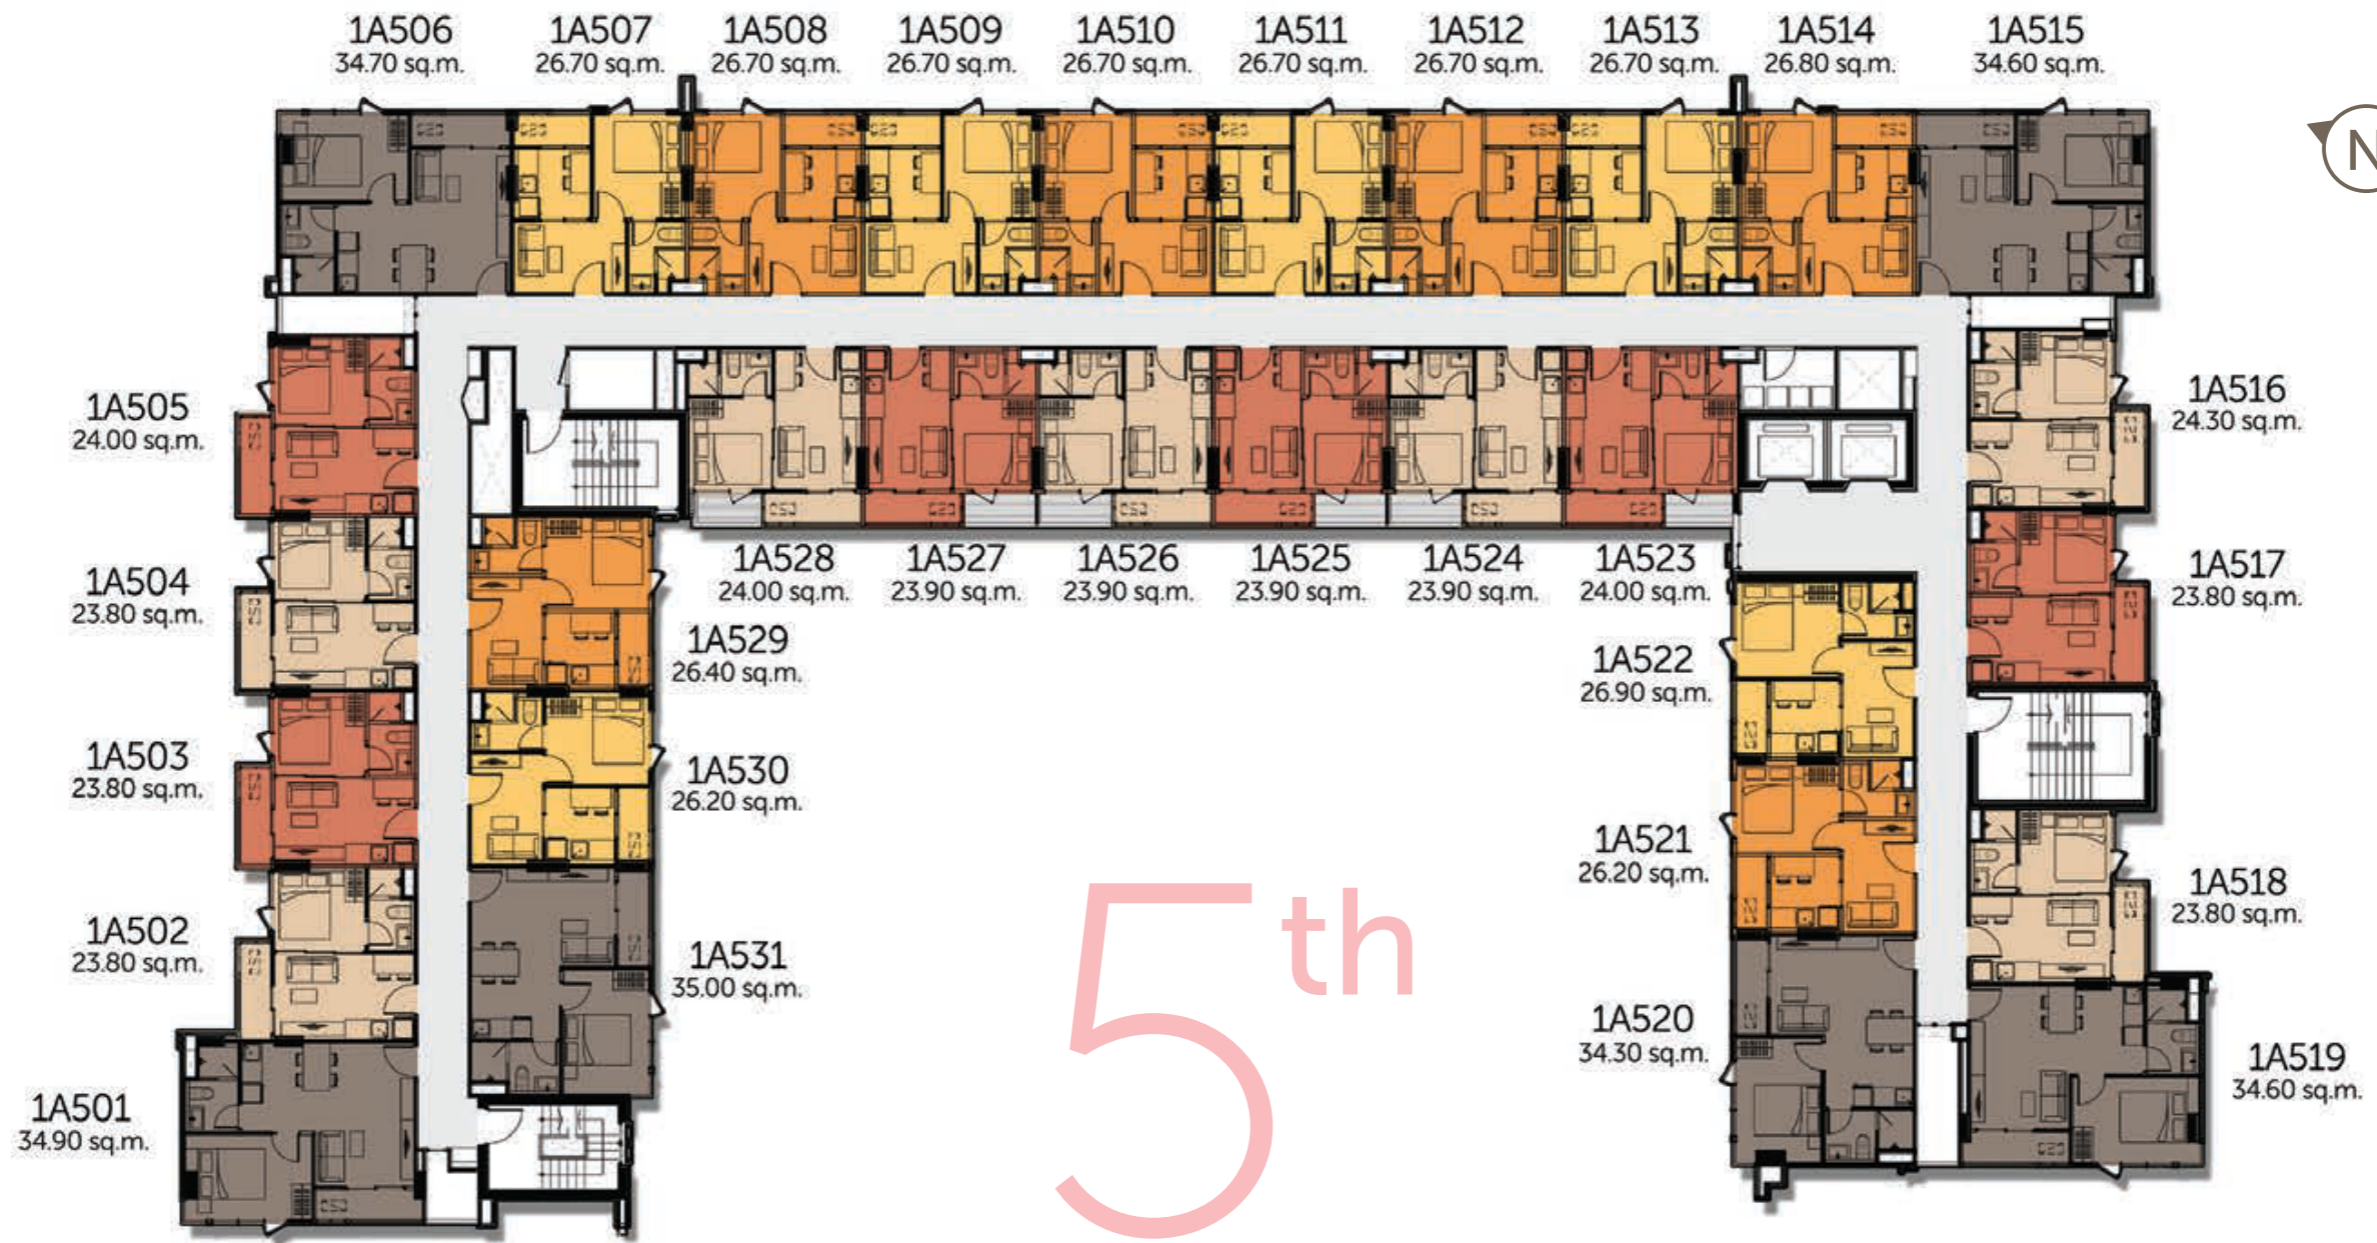 1A506
34.70 sq.m.
1A507
26.70 sq.m.
1A508
26.70 sq.m.
1A509
26.70 sq.m.
1A510
26.70 sq.m.
1A511
26.70 sq.m.
1A512
26.70 sq.m.
1A513
26.70 sq.m.
1A514
26.80 sq.m.
1A515
34.60 sq.m.
N
1A505
24.00 sq.m.
1A516
24.30 sq.m.
1A504
23.80 sq.m.
1A528
24.00 sq.m.
1A527
23.90 sq.m.
1A526
23.90 sq.m.
1A525
23.90 sq.m.
1A524
23.90 sq.m.
1A523
24.00 sq.m.
1A517
23.80 sq.m.
1A529
26.40 sq.m.
1A522
26.90 sq.m.
1A503
23.80 sq.m.
1A530
26.20 sq.m.
1A521
26.20 sq.m.
1A518
23.80 sq.m.
1A502
23.80 sq.m.
1A531
35.00 sq.m.
5th
1A520
34.30 sq.m.
1A519
34.60 sq.m.
1A501
34.90 sq.m.